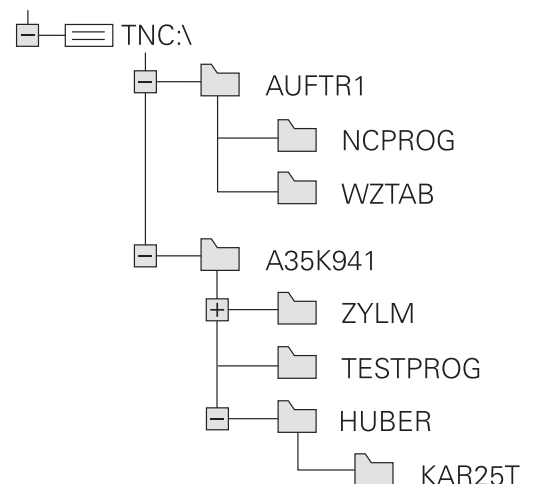 TNC:\
AUFTR1
NCPROG
WZTAB
A35K941
ZYLM
TESTPROG
HUBER
KAR25T